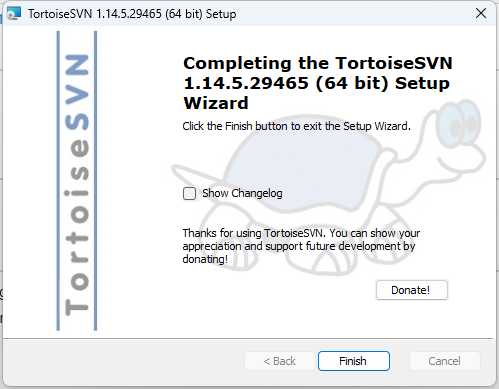 TortoiseSVN 1.14.5.29465 (64 bit) Setup
TortoiseSVN
Completing the TortoiseSVN
1.14.5.29465 (64 bit) Setup
Wizard
Click the Finish button to exit the Setup Wizard.
Show Changelog
Thanks for using TortoiseSVN. You can show your
appreciation and support future development by
donating!
Donate!
< Back
Finish
Cancel